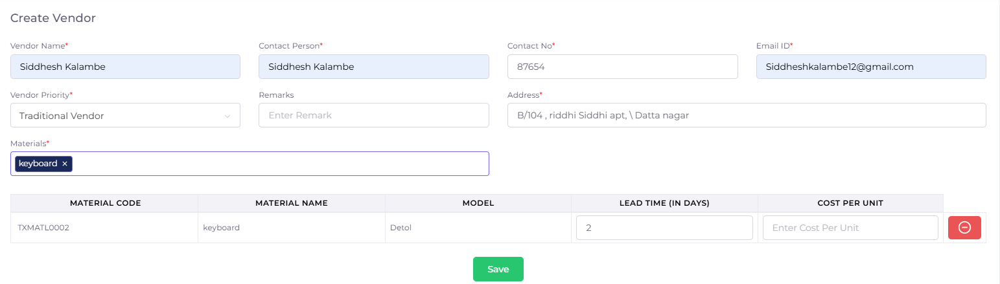 Create Vendor
Vendor Name* Contact Person* Contact No* Email ID*
Siddhesh Kalambe Siddhesh Kalambe 87654 Siddheshkalambe12@gmail.com
Vendor Priority* Remarks Address*
Traditional Vendor Enter Remark B/104 , riddhi Siddhi apt, \ Datta nagar
Materials*
keyboard ×
MATERIAL CODE MATERIAL NAME MODEL LEAD TIME (IN DAYS) COST PER UNIT
TXMATL0002 keyboard Detol 2 Enter Cost Per Unit
Save